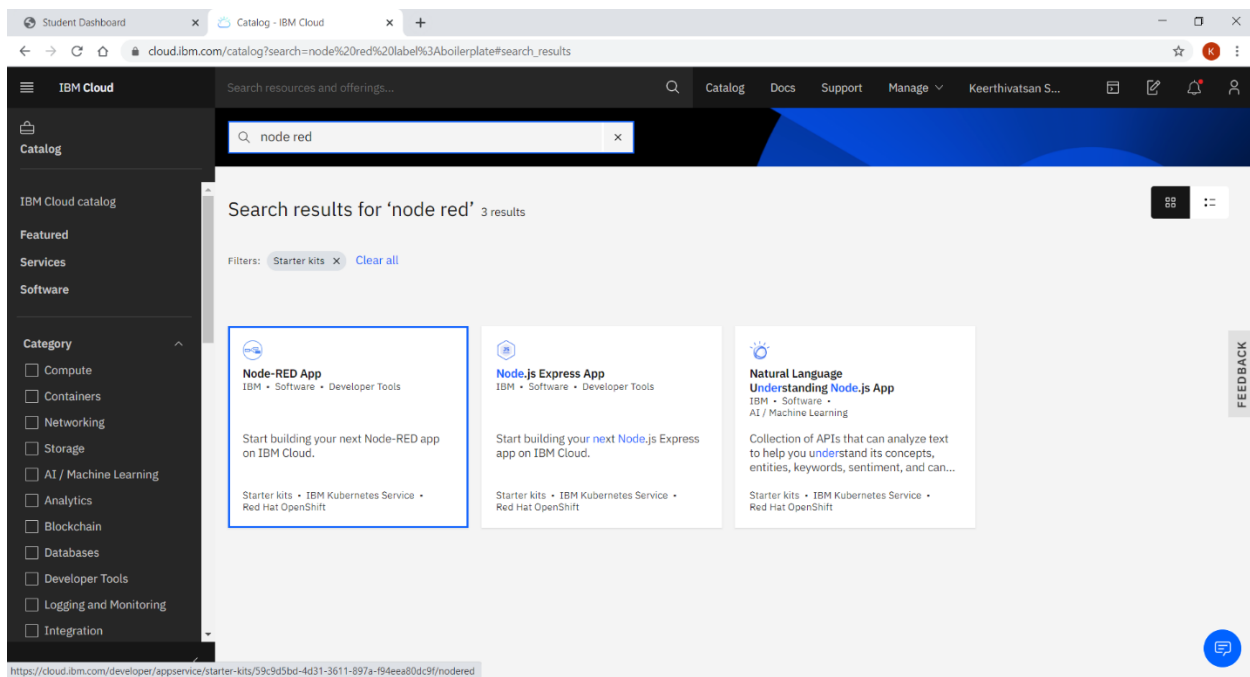 Student Dashboard
Catalog - IBM Cloud
cloud.ibm.com/catalog?search=node%20red%20label%3Aboilerplate#search_results
K
IBM Cloud
Search resources and offerings...
Catalog
Docs
Support
Manage
Keerthivatsan S...
Catalog
node red
IBM Cloud catalog
Featured
Services
Software
Search results for ‘node red’ 3 results
Filters: Starter kits × Clear all
Category
Compute
Containers
Networking
Storage
AI / Machine Learning
Analytics
Blockchain
Databases
Developer Tools
Logging and Monitoring
Integration
Node-RED App
IBM • Software • Developer Tools
Start building your next Node-RED app
on IBM Cloud.
Starter kits • IBM Kubernetes Service •
Red Hat OpenShift
Node.js Express App
IBM • Software • Developer Tools
Start building your next Node.js Express
app on IBM Cloud.
Starter kits • IBM Kubernetes Service •
Red Hat OpenShift
Natural Language
Understanding Node.js App
IBM • Software •
AI / Machine Learning
Collection of APIs that can analyze text
to help you understand its concepts,
entities, keywords, sentiment, and can...
Starter kits • IBM Kubernetes Service •
Red Hat OpenShift
FEEDBACK
https://cloud.ibm.com/developer/appservice/starter-kits/59c9d5bd-4d31-3611-897a-f94eea80dc9f/nodered